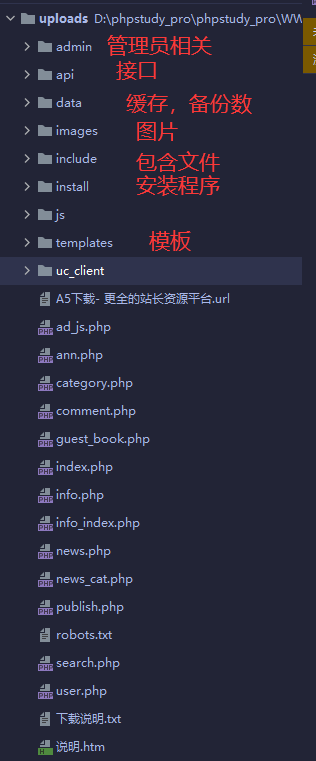 uploads D:\phpstudy_pro\phpstudy_pro\WW
admin 管理员相关
api 接口
data 缓存，备份数
images 图片
include 包含文件
install 安装程序
js
templates 模板
uc_client
A5下载- 更全的站长资源平台.url
ad_js.php
ann.php
category.php
comment.php
guest_book.php
index.php
info.php
info_index.php
news.php
news_cat.php
publish.php
robots.txt
search.php
user.php
下载说明.txt
说明.htm